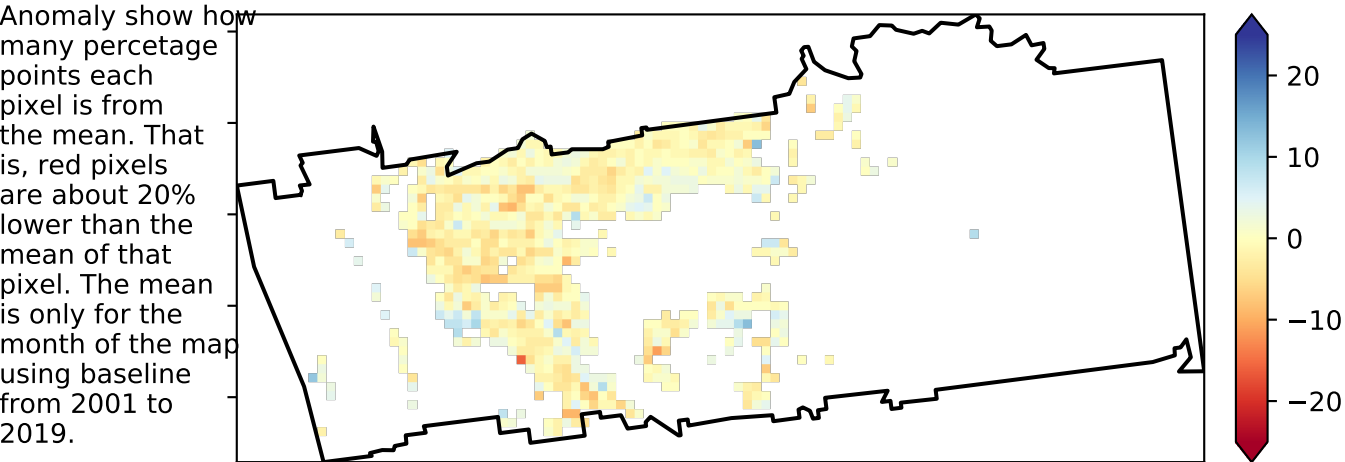 Anomaly show how
many percetage
points each
pixel is from
the mean. That
is, red pixels
are about 20%
lower than the
mean of that
pixel. The mean
is only for the
month of the map
using baseline
from 2001 to
2019.
20
10
0
−10
−20